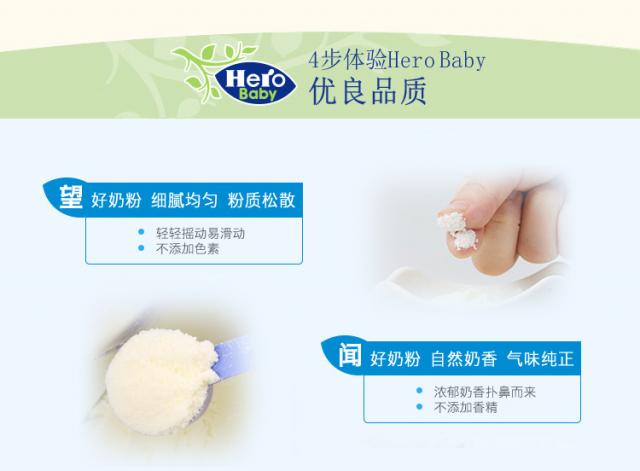 4步体验Hero Baby
Hero
Baby
优良品质
望 好奶粉 细腻均匀 粉质松散
轻轻摇动易滑动
不添加色素
闻 好奶粉 自然奶香 气味纯正
浓郁奶香扑鼻而来
不添加香精